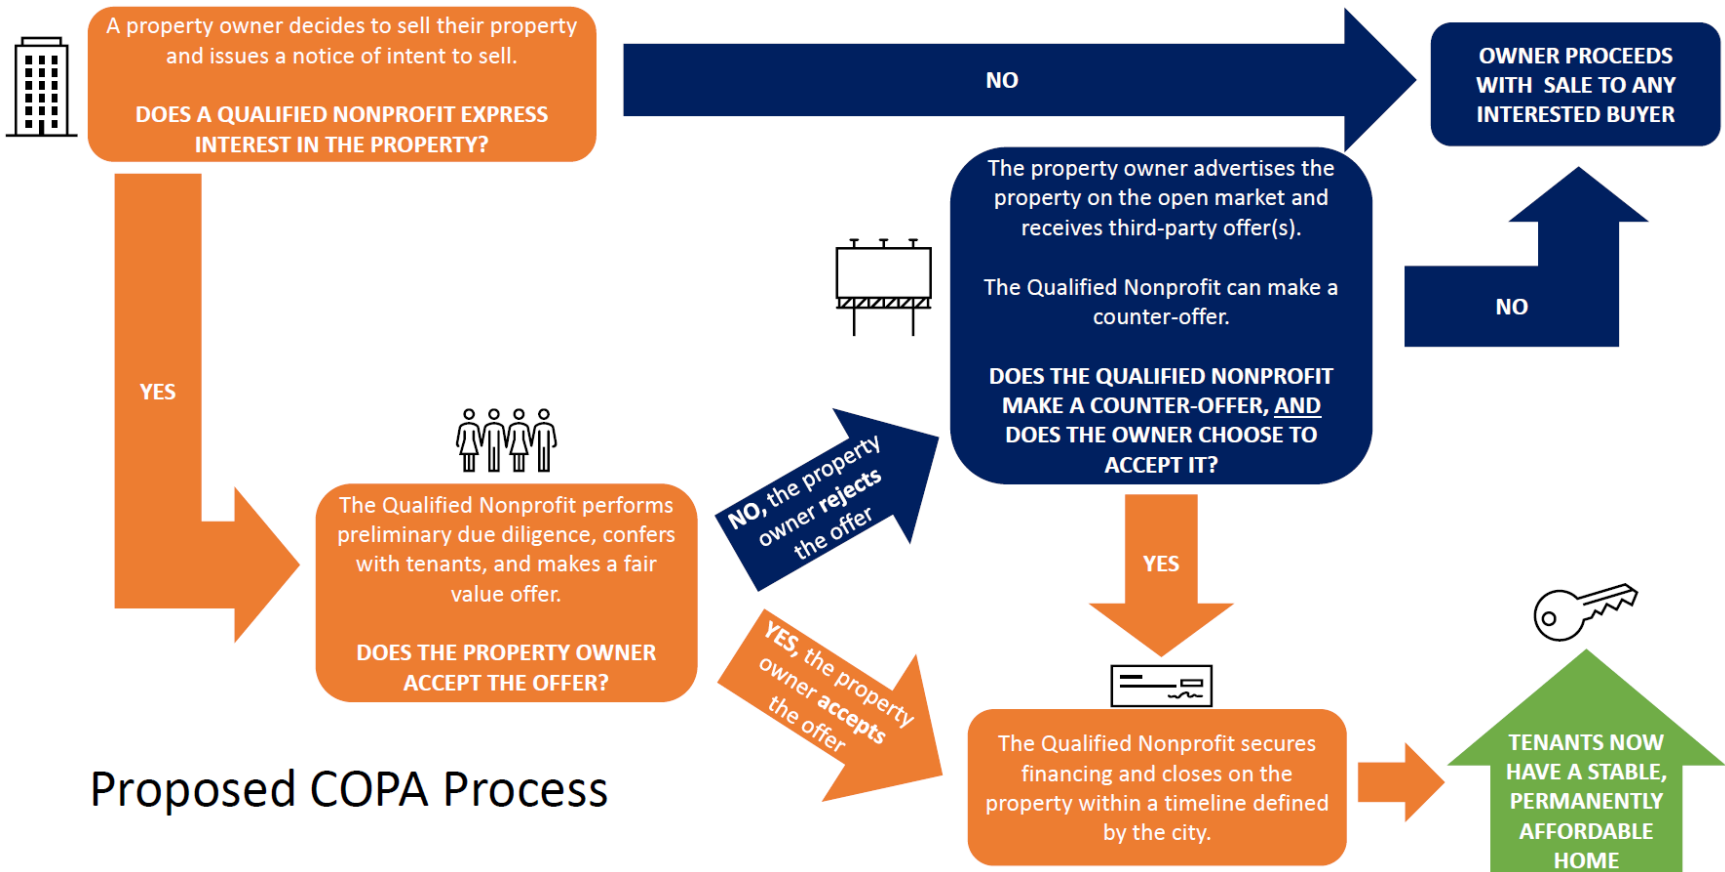 A property owner decides to sell their property
and issues a notice of intent to sell.
DOES A QUALIFIED NONPROFIT EXPRESS
INTEREST IN THE PROPERTY?
NO
OWNER PROCEEDS
WITH SALE TO ANY
INTERESTED BUYER
The property owner advertises the
property on the open market and
receives third-party offer(s).
The Qualified Nonprofit can make a
counter-offer.
DOES THE QUALIFIED NONPROFIT
MAKE A COUNTER-OFFER, AND
DOES THE OWNER CHOOSE TO
ACCEPT IT?
NO
YES
The Qualified Nonprofit performs
preliminary due diligence, confers
with tenants, and makes a fair
value offer.
DOES THE PROPERTY OWNER
ACCEPT THE OFFER?
NO, the property
owner rejects
the offer
YES, the property
owner accepts
the offer
YES
The Qualified Nonprofit secures
financing and closes on the
property within a timeline defined
by the city.
TENANTS NOW
HAVE A STABLE,
PERMANENTLY
AFFORDABLE
HOME
Proposed COPA Process